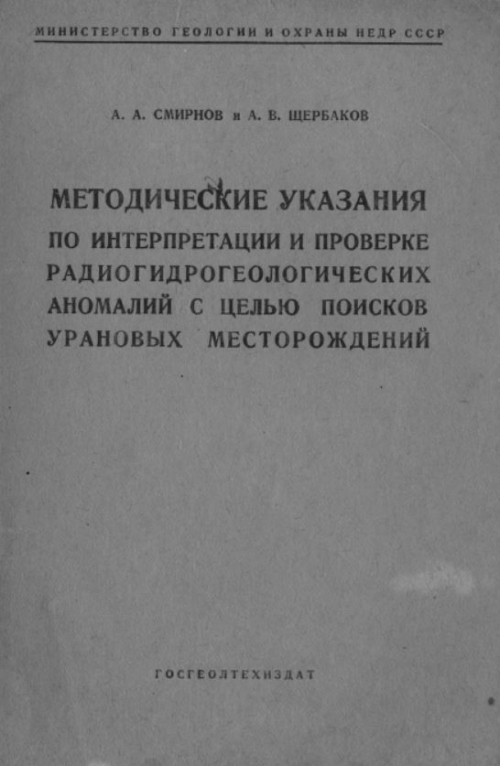 МИНИСТЕРСТВО ГЕОЛОГИИ И ОХРАНЫ НЕДР СССР
А. А. СМИРНОВ и А. В. ЩЕРБАКОВ
МЕТОДИЧЕСКИЕ УКАЗАНИЯ
ПО ИНТЕРПРЕТАЦИИ И ПРОВЕРКЕ
РАДИОГИДРОГЕОЛОГИЧЕСКИХ
АНОМАЛИЙ С ЦЕЛЬЮ ПОИСКОВ
УРАНОВЫХ МЕСТОРОЖДЕНИЙ
ГОСГЕОЛТЕХИЗДАТ